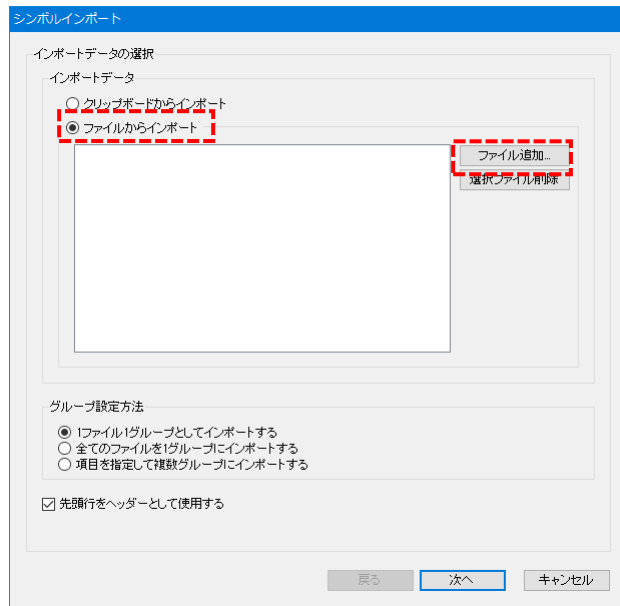 シンボルインポート
インポートデータの選択
インポートデータ
クリップボードからインポート
ファイルからインポート
ファイル追加...
選択ファイル削除
グループ設定方法
1ファイル1グループとしてインポートする
全てのファイルを1グループにインポートする
項目を指定して複数グループにインポートする
先頭行をヘッダーとして使用する
戻る
次へ
キャンセル